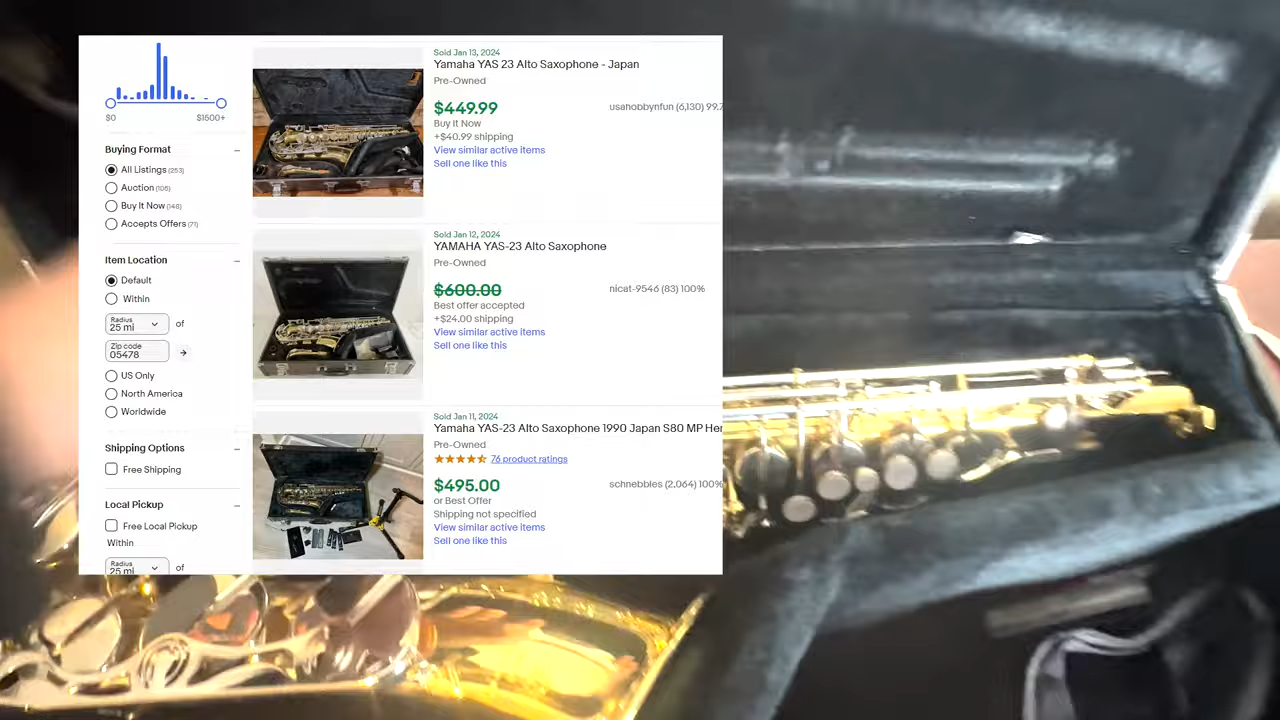 $0
$1500+
Buying Format
All Listings (253)
Auction (105)
Buy It Now (148)
Accepts Offers (71)
Item Location
Default
Within
Radius
25 mi
of
Zip code
05478
US Only
North America
Worldwide
Shipping Options
Free Shipping
Local Pickup
Free Local Pickup
Within
Radius
25 mi
of
Sold Jan 13, 2024
Yamaha YAS 23 Alto Saxophone - Japan
Pre-Owned
$449.99
usahobbynfun (6,130) 99.7
Buy It Now
+$40.99 shipping
View similar active items
Sell one like this
Sold Jan 12, 2024
YAMAHA YAS-23 Alto Saxophone
Pre-Owned
$600.00
nicat-9546 (83) 100%
Best offer accepted
+$24.00 shipping
View similar active items
Sell one like this
Sold Jan 11, 2024
Yamaha YAS-23 Alto Saxophone 1990 Japan S80 MP Her
Pre-Owned
76 product ratings
$495.00
schnebbles (2,064) 100%
or Best Offer
Shipping not specified
View similar active items
Sell one like this